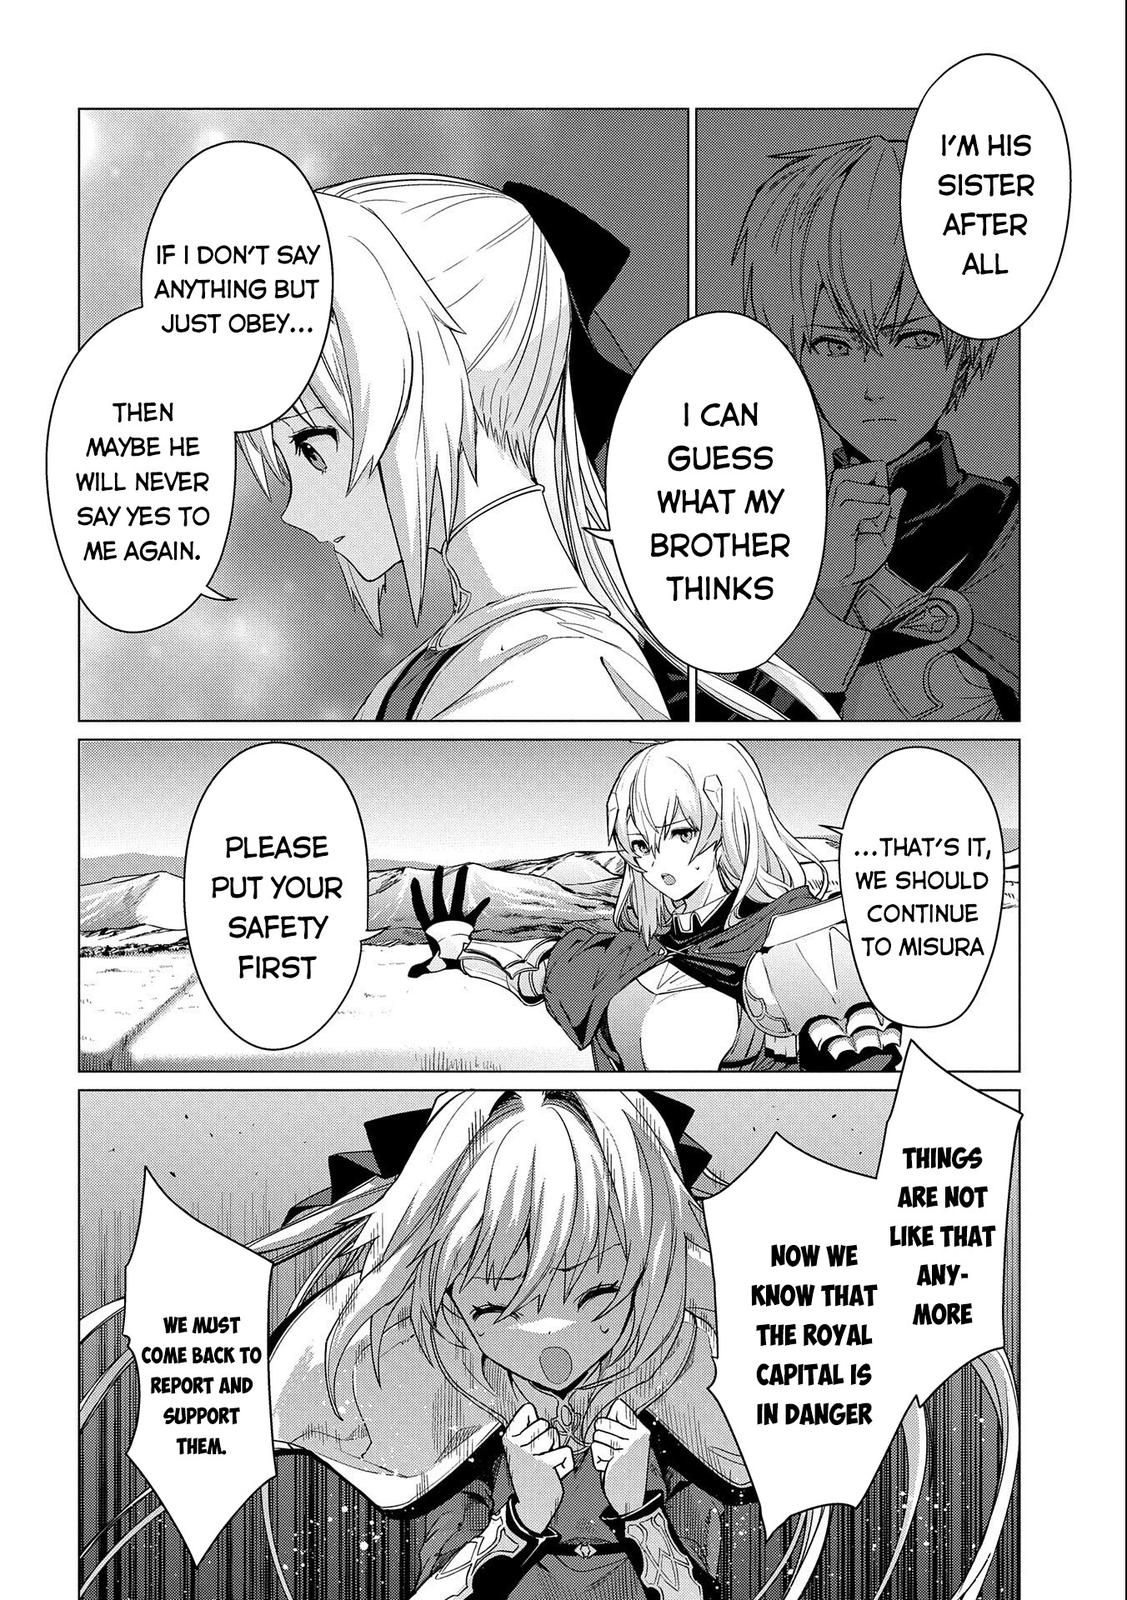 I'M HIS
SISTER
AFTER
ALL
I CAN
GUESS
WHAT MY
BROTHER
THINKS
IF I DON'T SAY
ANYTHING BUT
JUST OBEY...
THEN
MAYBE HE
WILL NEVER
SAY YES TO
ME AGAIN.
...THAT'S IT,
WE SHOULD
CONTINUE
TO MISURA
PLEASE
PUT YOUR
SAFETY
FIRST
THINGS
ARE NOT
LIKE THAT
ANY-
MORE
NOW WE
KNOW THAT
THE ROYAL
CAPITAL IS
IN DANGER
WE MUST
COME BACK TO
REPORT AND
SUPPORT
THEM.